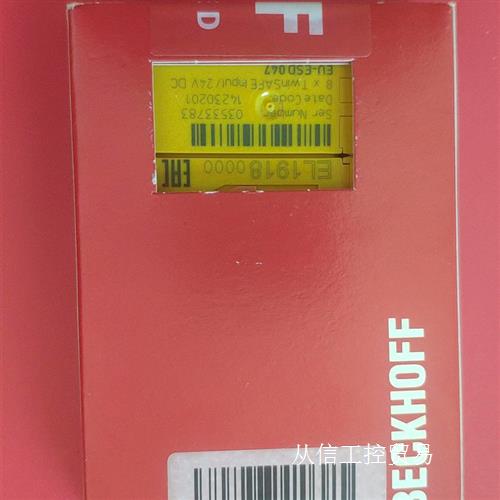 EL1918 0000
EAC
Ser Number 03533783
Date Code 14230201
8 x TwinSAFE Input/24V DC
EU-ESD 047
BECKHOFF
从信工控贸易